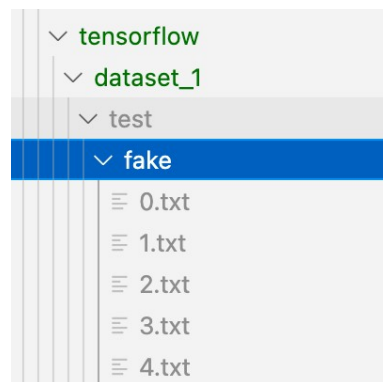 tensorflow
dataset_1
test
fake
0.txt
1.txt
2.txt
3.txt
4.txt